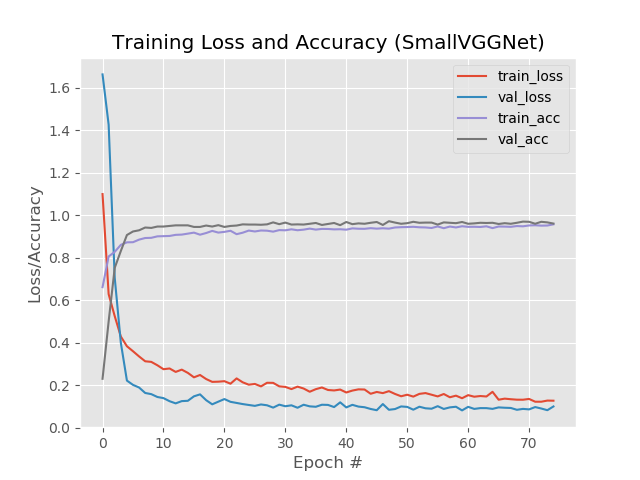 Training Loss and Accuracy (SmallVGGNet)
train_loss
val_loss
train_acc
val_acc
1.6
1.4
1.2
1.0
0.8
0.6
0.4
0.2
0.0
Loss/Accuracy
0 10 20 30 40 50 60 70
Epoch #